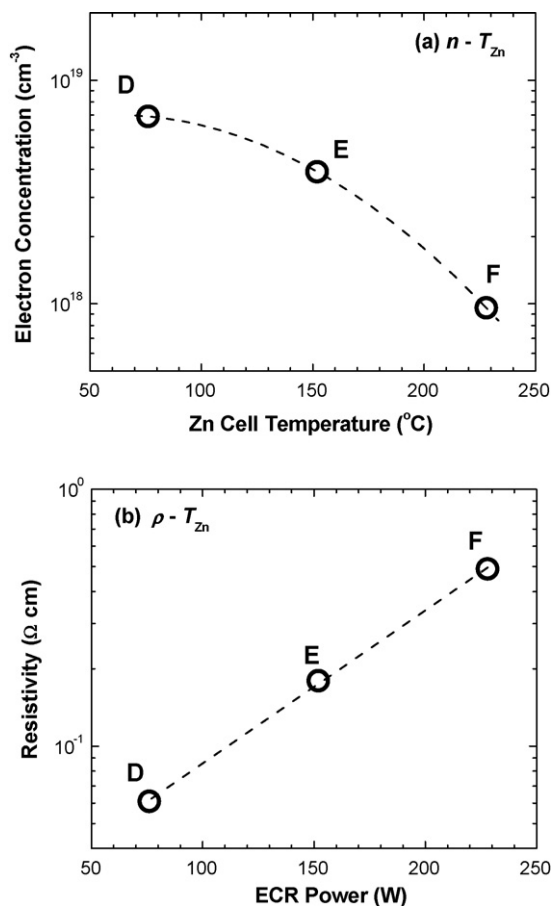 (a) n - T_Zn
10^19
D
E
F
10^18
50 100 150 200 250
Electron Concentration (cm^-3)
Zn Cell Temperature (°C)
10^0
(b) ρ - T_Zn
F
E
10^-1
D
50 100 150 200 250
Resistivity (Ω cm)
ECR Power (W)